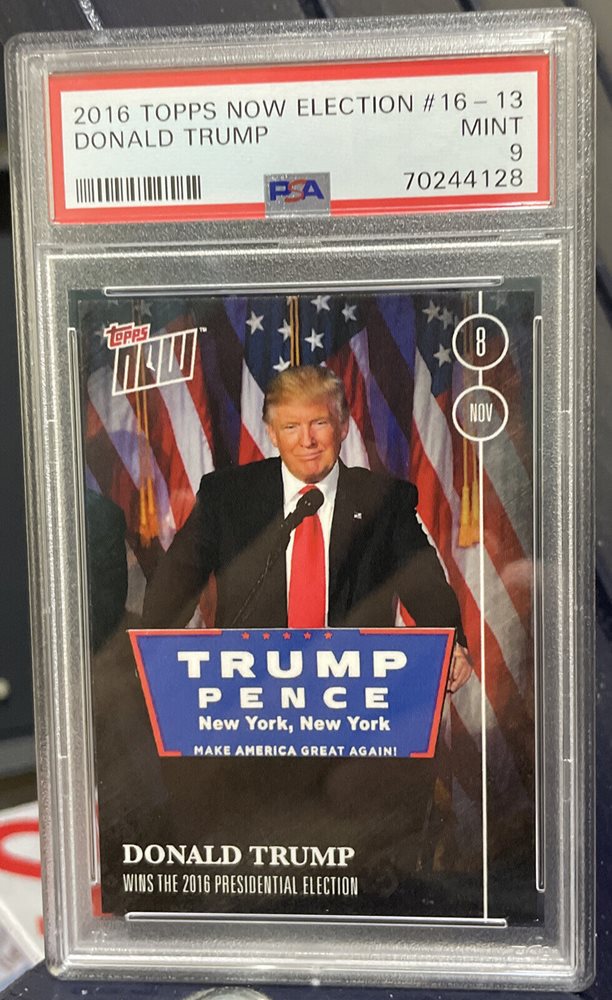 2016 TOPPS NOW ELECTION #16-13
DONALD TRUMP MINT
9
PSA 70244128
Topps NOW™
8
NOV
TRUMP
PENCE
New York, New York
MAKE AMERICA GREAT AGAIN!
DONALD TRUMP
WINS THE 2016 PRESIDENTIAL ELECTION